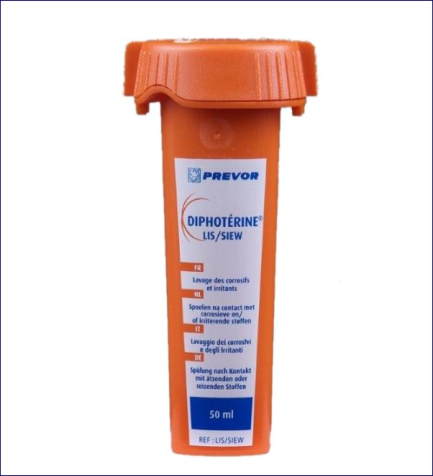 PREVOR
DIPHOTÉRINE®
LIS/SIEW
FR
Lavage des corrosifs
et irritants
NL
Spoelen na contact met
corrosieve en/
of irriterende stoffen
IT
Lavaggio dei corrosivi
e degli irritanti
DE
Spülung nach Kontakt
mit ätzenden oder
reizenden Stoffen
50 ml
REF : LIS/SIEW